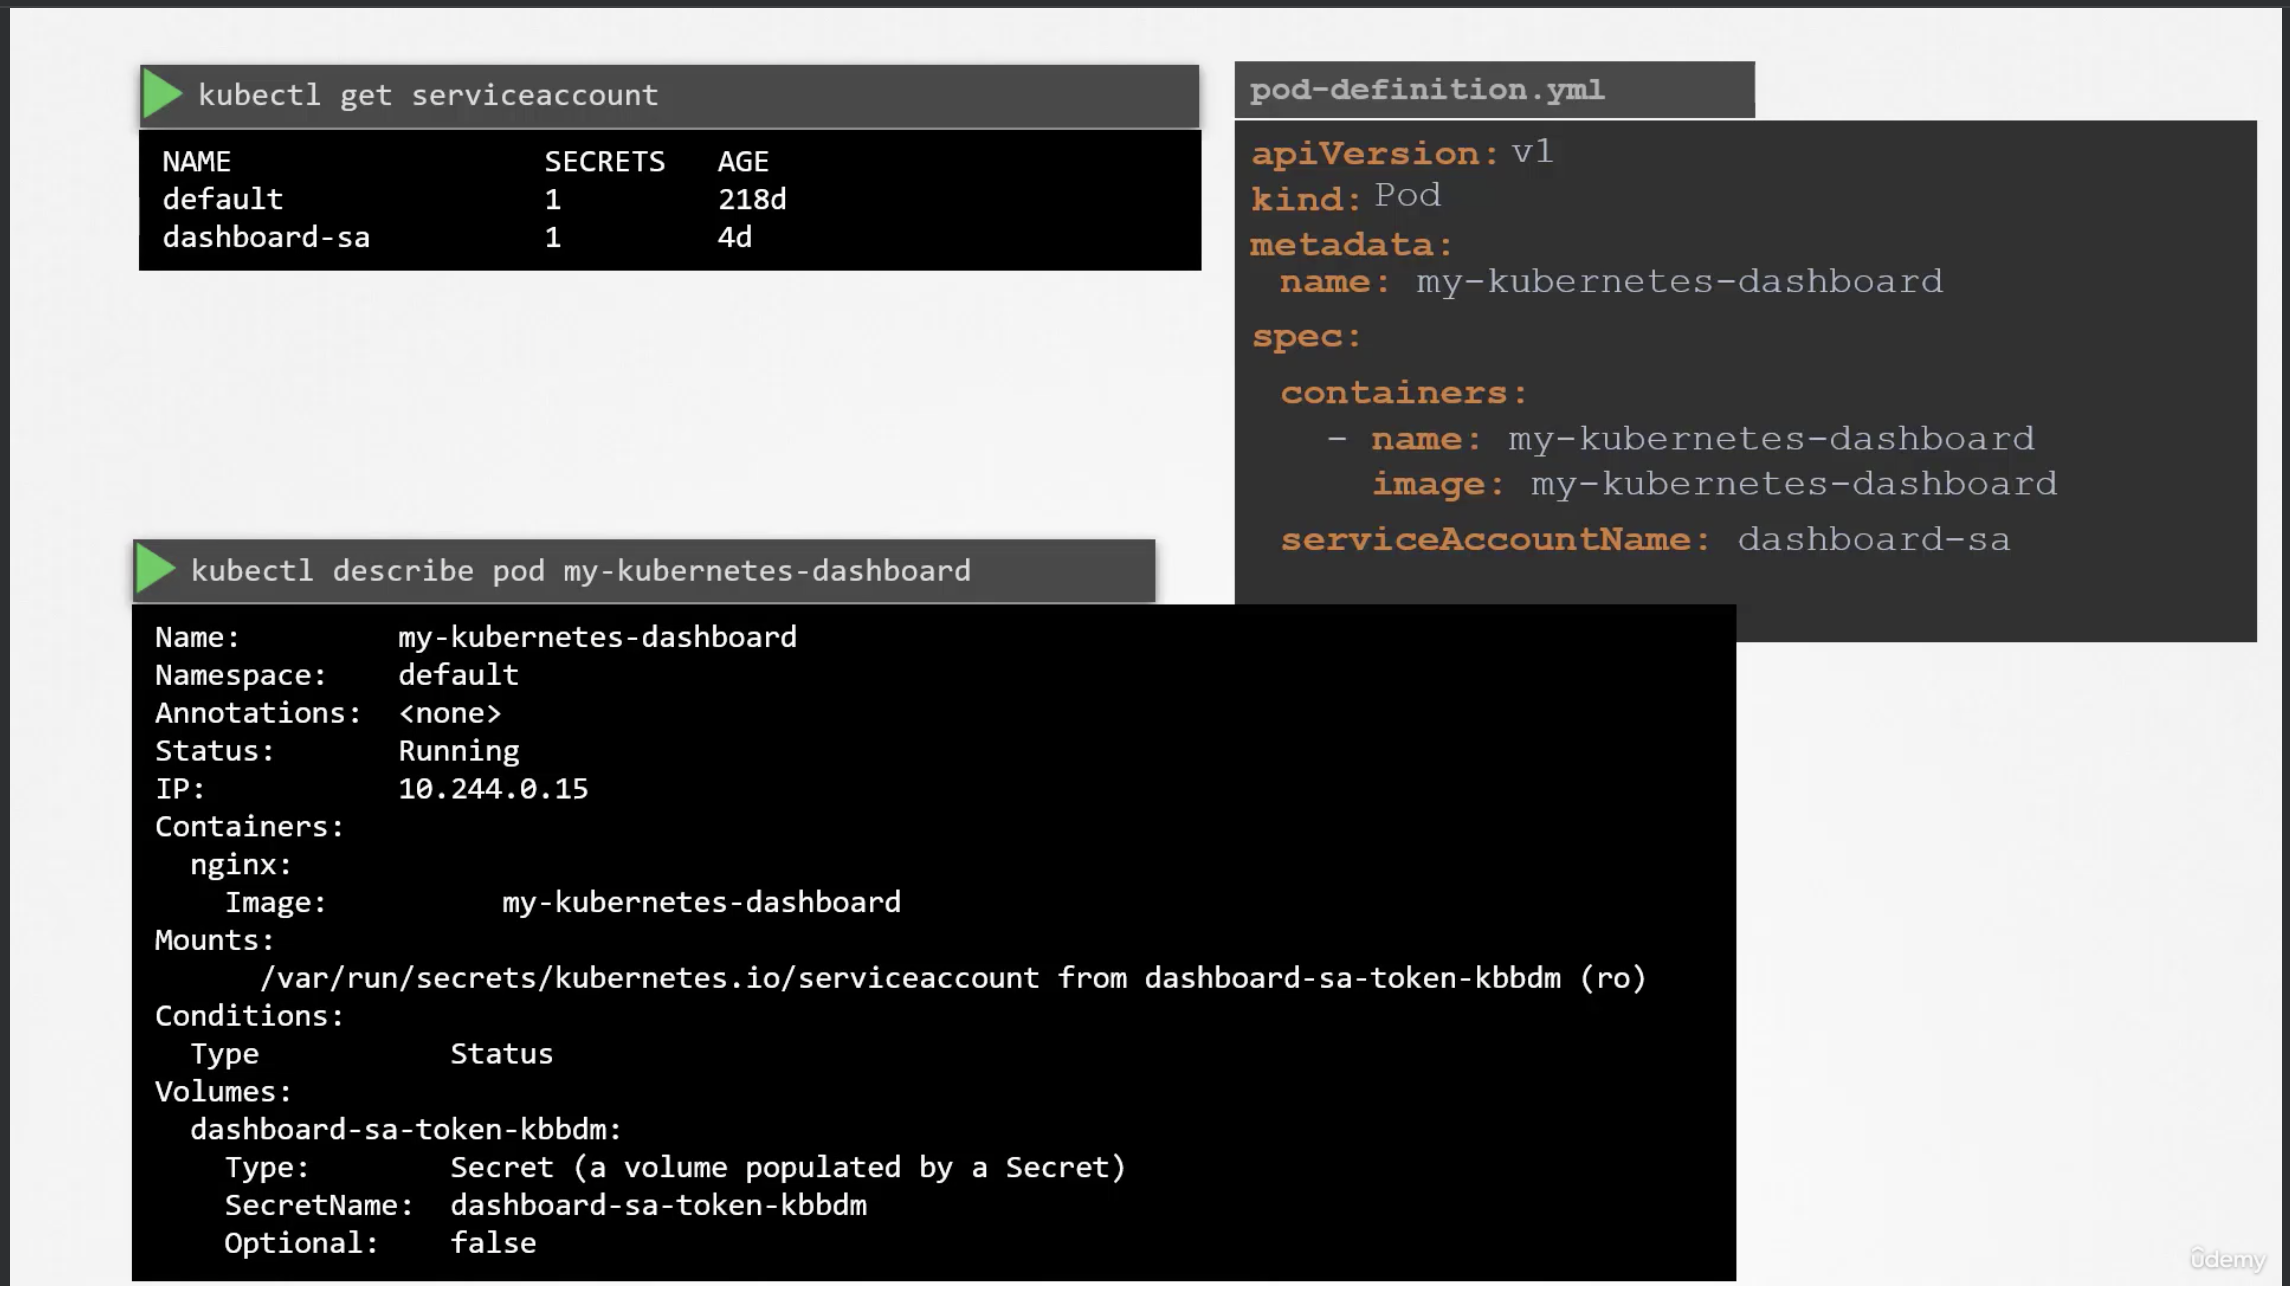 kubectl get serviceaccount
NAME SECRETS AGE
default 1 218d
dashboard-sa 1 4d
pod-definition.yml
apiVersion: v1
kind: Pod
metadata:
name: my-kubernetes-dashboard
spec:
containers:
- name: my-kubernetes-dashboard
image: my-kubernetes-dashboard
serviceAccountName: dashboard-sa
kubectl describe pod my-kubernetes-dashboard
Name: my-kubernetes-dashboard
Namespace: default
Annotations: <none>
Status: Running
IP: 10.244.0.15
Containers:
nginx:
Image: my-kubernetes-dashboard
Mounts:
/var/run/secrets/kubernetes.io/serviceaccount from dashboard-sa-token-kbbdm (ro)
Conditions:
Type Status
Volumes:
dashboard-sa-token-kbbdm:
Type: Secret (a volume populated by a Secret)
SecretName: dashboard-sa-token-kbbdm
Optional: false
ûdemy